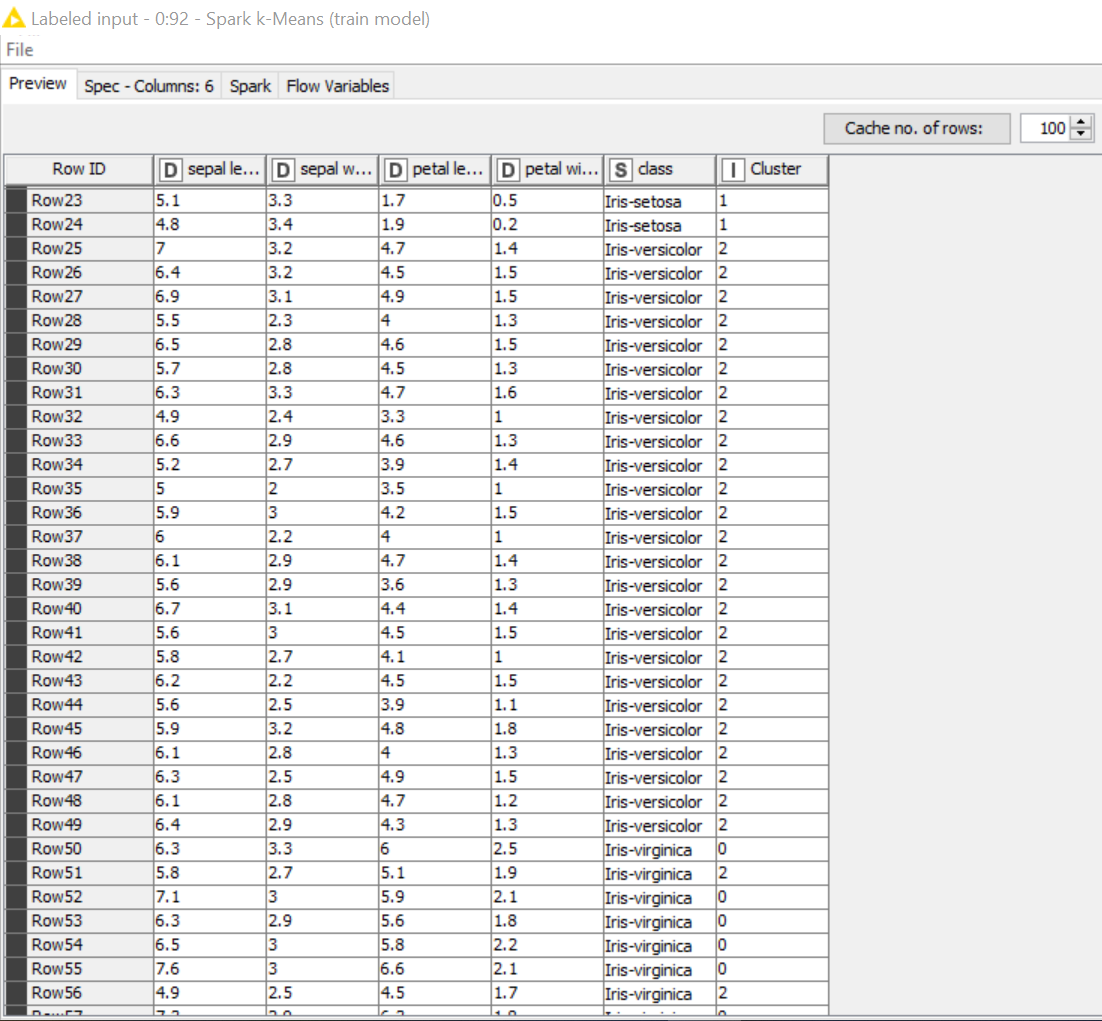 Labeled input - 0:92 - Spark k-Means (train model)
File
Preview Spec - Columns: 6 Spark Flow Variables
Cache no. of rows: 100
Row ID D sepal le... D sepal w... D petal le... D petal wi... S class I Cluster
Row23 5.1 3.3 1.7 0.5 Iris-setosa 1
Row24 4.8 3.4 1.9 0.2 Iris-setosa 1
Row25 7 3.2 4.7 1.4 Iris-versicolor 2
Row26 6.4 3.2 4.5 1.5 Iris-versicolor 2
Row27 6.9 3.1 4.9 1.5 Iris-versicolor 2
Row28 5.5 2.3 4 1.3 Iris-versicolor 2
Row29 6.5 2.8 4.6 1.5 Iris-versicolor 2
Row30 5.7 2.8 4.5 1.3 Iris-versicolor 2
Row31 6.3 3.3 4.7 1.6 Iris-versicolor 2
Row32 4.9 2.4 3.3 1 Iris-versicolor 2
Row33 6.6 2.9 4.6 1.3 Iris-versicolor 2
Row34 5.2 2.7 3.9 1.4 Iris-versicolor 2
Row35 5 2 3.5 1 Iris-versicolor 2
Row36 5.9 3 4.2 1.5 Iris-versicolor 2
Row37 6 2.2 4 1 Iris-versicolor 2
Row38 6.1 2.9 4.7 1.4 Iris-versicolor 2
Row39 5.6 2.9 3.6 1.3 Iris-versicolor 2
Row40 6.7 3.1 4.4 1.4 Iris-versicolor 2
Row41 5.6 3 4.5 1.5 Iris-versicolor 2
Row42 5.8 2.7 4.1 1 Iris-versicolor 2
Row43 6.2 2.2 4.5 1.5 Iris-versicolor 2
Row44 5.6 2.5 3.9 1.1 Iris-versicolor 2
Row45 5.9 3.2 4.8 1.8 Iris-versicolor 2
Row46 6.1 2.8 4 1.3 Iris-versicolor 2
Row47 6.3 2.5 4.9 1.5 Iris-versicolor 2
Row48 6.1 2.8 4.7 1.2 Iris-versicolor 2
Row49 6.4 2.9 4.3 1.3 Iris-versicolor 2
Row50 6.3 3.3 6 2.5 Iris-virginica 0
Row51 5.8 2.7 5.1 1.9 Iris-virginica 2
Row52 7.1 3 5.9 2.1 Iris-virginica 0
Row53 6.3 2.9 5.6 1.8 Iris-virginica 0
Row54 6.5 3 5.8 2.2 Iris-virginica 0
Row55 7.6 3 6.6 2.1 Iris-virginica 0
Row56 4.9 2.5 4.5 1.7 Iris-virginica 2